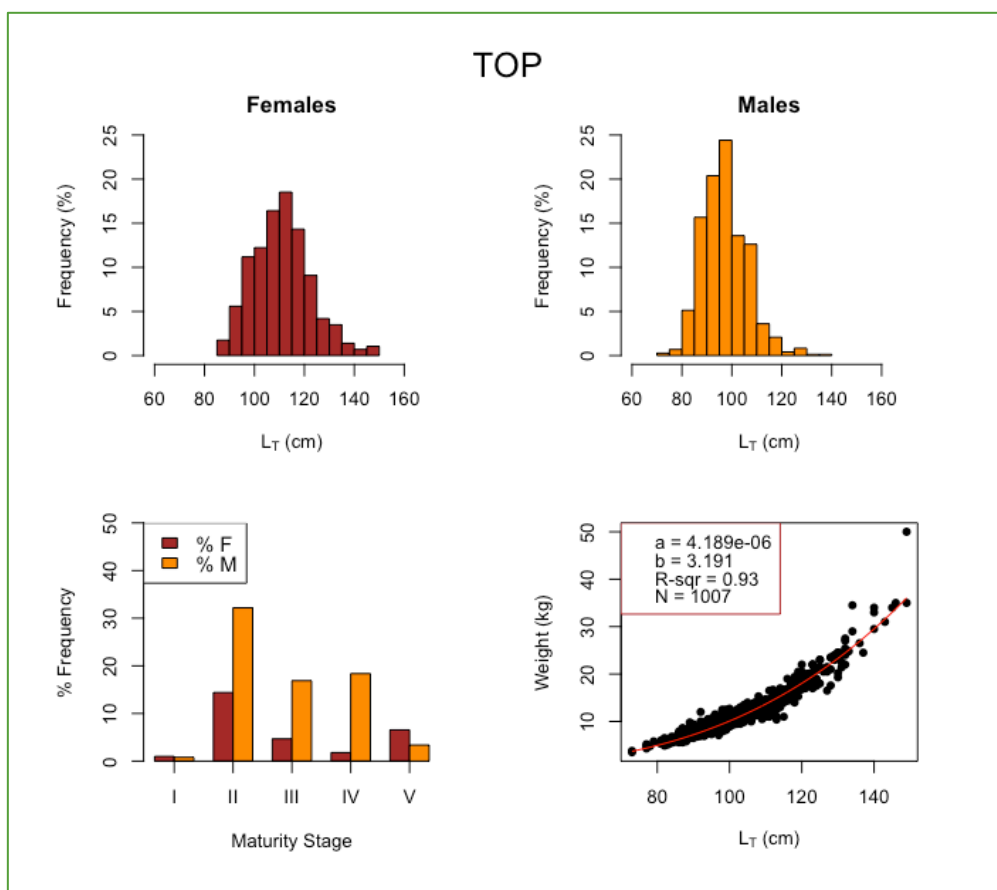 TOP
Females
Frequency (%)
25
20
15
10
5
0
60 80 100 120 140 160
L_T (cm)
Males
Frequency (%)
25
20
15
10
5
0
60 80 100 120 140 160
L_T (cm)
% Frequency
50
40
30
20
10
0
% F
% M
I II III IV V
Maturity Stage
Weight (kg)
50
40
30
20
10
a = 4.189e-06
b = 3.191
R-sqr = 0.93
N = 1007
80 100 120 140
L_T (cm)